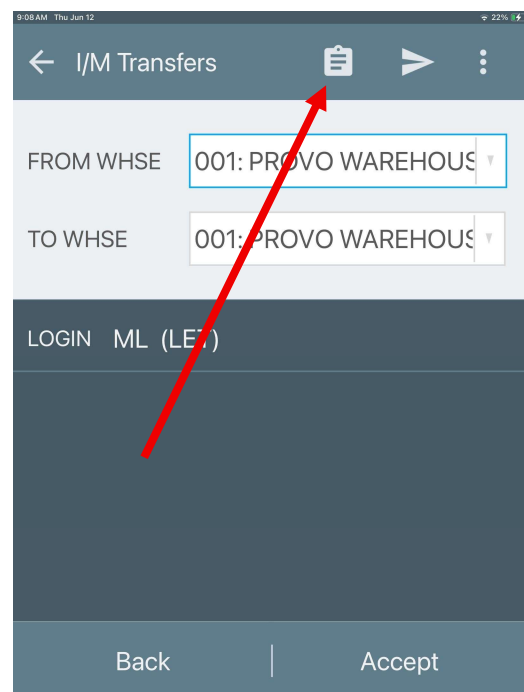 9:08 AM Thu Jun 12 22%
I/M Transfers
FROM WHSE 001: PROVO WAREHOUS
TO WHSE 001: PROVO WAREHOUS
LOGIN ML (LET)
Back Accept